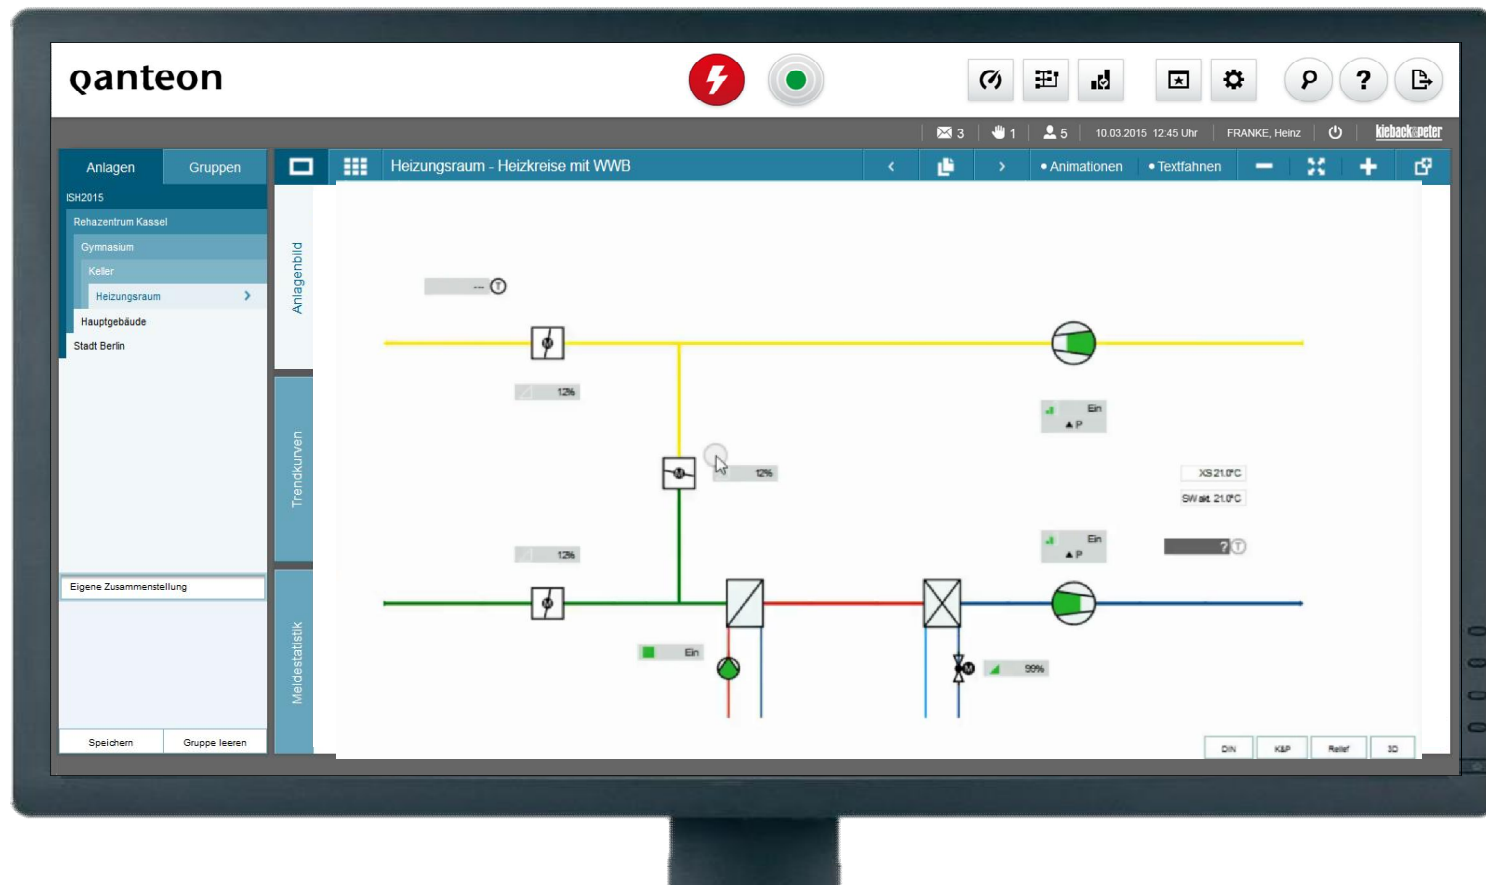 qanteon
3
1
5
10.03.2015 12:45 Uhr
FRANKE, Heinz
kieback&peter
Anlagen
Gruppen
Heizungsraum - Heizkreise mit WWB
Animationen
Textfahnen
ISH2015
Rehazentrum Kassel
Gymnasium
Keller
Heizungsraum
Hauptgebäude
Stadt Berlin
Anlagenbild
Trendkurven
Meldestatistik
--- T
M
12%
Ein
▲ P
M
12%
XS 21.0°C
SW akt. 21.0°C
12%
Ein
▲ P
? T
M
Ein
M
99%
Eigene Zusammenstellung
Speichern
Gruppe leeren
DIN
K&P
Relief
3D